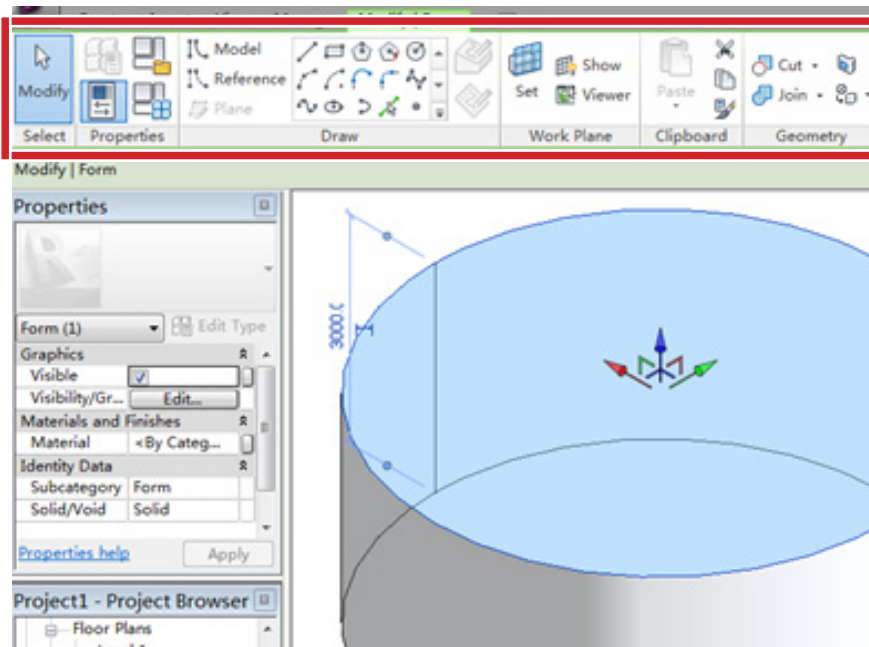 Model
Reference
Plane
Modify
Show
Set
Viewer
Paste
Cut
Join
Select
Properties
Draw
Work Plane
Clipboard
Geometry
Modify | Form
Properties
Form (1)
Edit Type
Graphics
Visible
Visibility/Gr... Edit...
Materials and Finishes
Material <By Categ...
Identity Data
Subcategory Form
Solid/Void Solid
Properties help Apply
Project1 - Project Browser
Floor Plans
3000.0